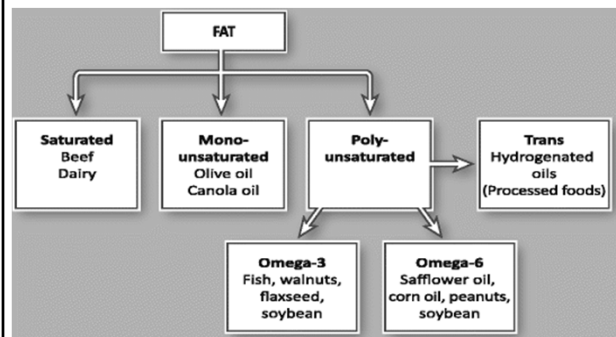 FAT
Saturated
Beef
Dairy
Mono-
unsaturated
Olive oil
Canola oil
Poly-
unsaturated
Trans
Hydrogenated
oils
(Processed foods)
Omega-3
Fish, walnuts,
flaxseed,
soybean
Omega-6
Safflower oil,
corn oil, peanuts,
soybean